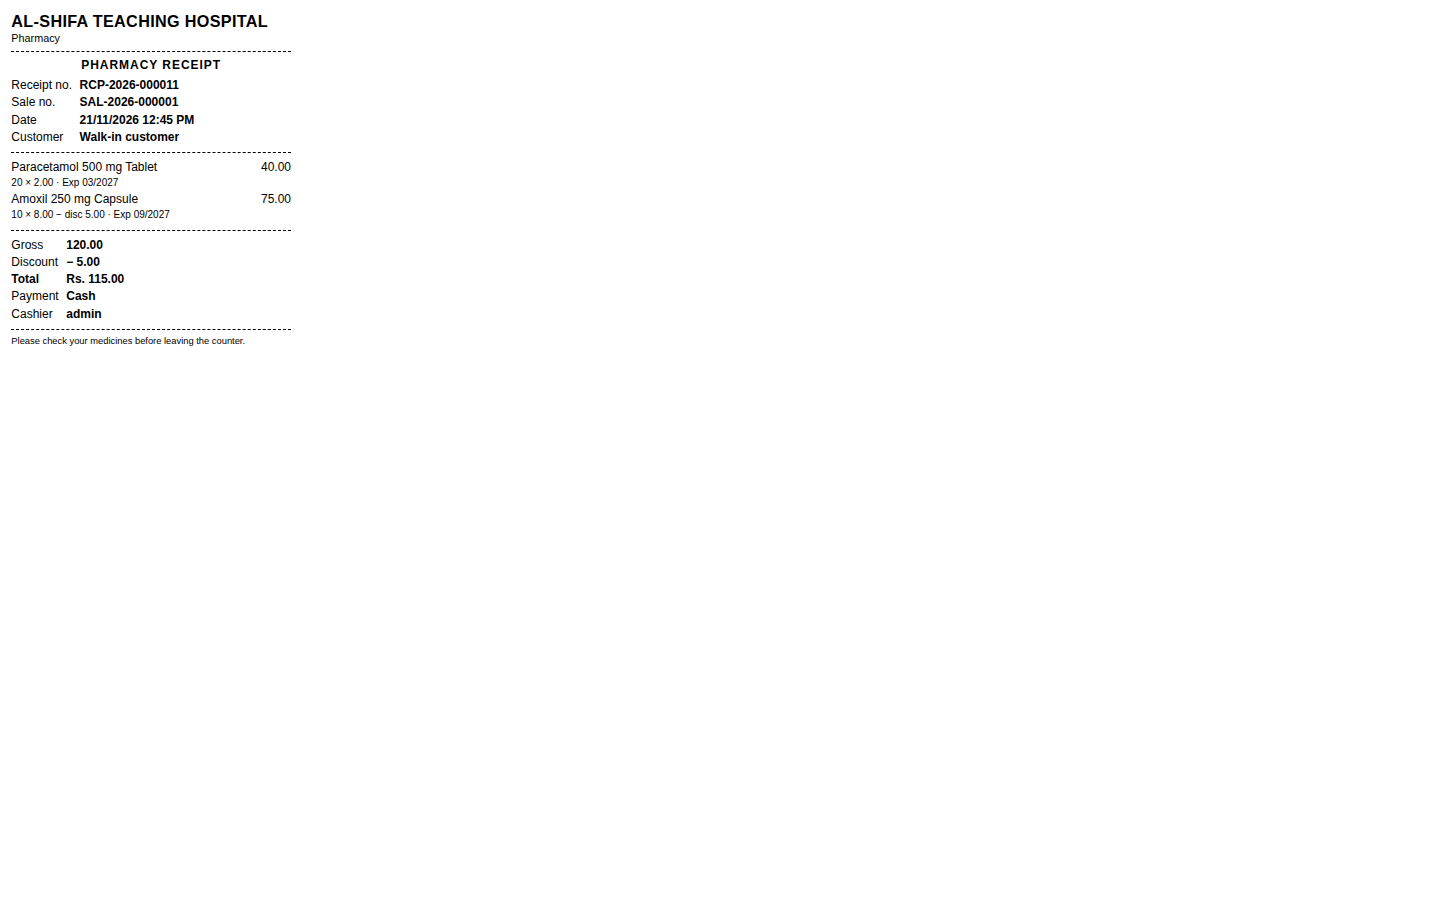 AL-SHIFA TEACHING HOSPITAL
Pharmacy
PHARMACY RECEIPT
Receipt no. RCP-2026-000011
Sale no. SAL-2026-000001
Date 21/11/2026 12:45 PM
Customer Walk-in customer
Paracetamol 500 mg Tablet 40.00
20 × 2.00 · Exp 03/2027
Amoxil 250 mg Capsule 75.00
10 × 8.00 − disc 5.00 · Exp 09/2027
Gross 120.00
Discount − 5.00
Total Rs. 115.00
Payment Cash
Cashier admin
Please check your medicines before leaving the counter.